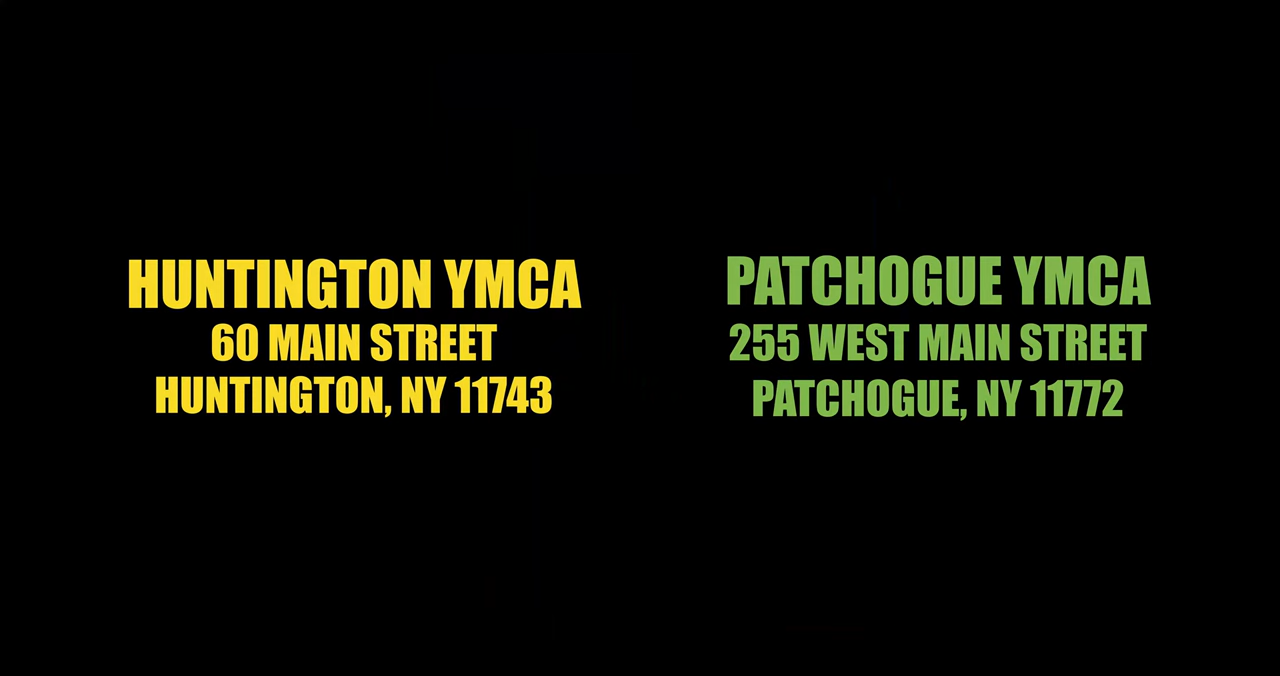 HUNTINGTON YMCA
60 MAIN STREET
HUNTINGTON, NY 11743
PATCHOGUE YMCA
255 WEST MAIN STREET
PATCHOGUE, NY 11772